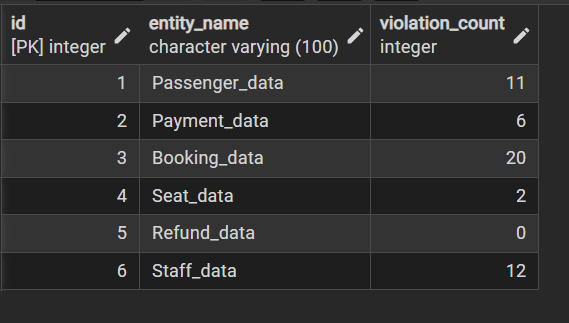 id entity_name violation_count
[PK] integer character varying (100) integer
1 Passenger_data 11
2 Payment_data 6
3 Booking_data 20
4 Seat_data 2
5 Refund_data 0
6 Staff_data 12